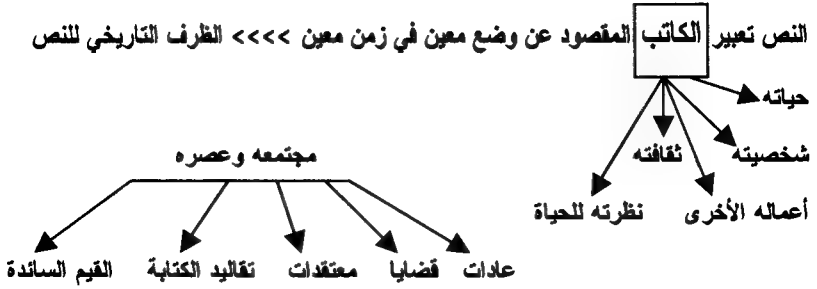 النص تعبير الكاتب المقصود عن وضع معين في زمن معين >>>> الظرف التاريخي للنص
حياته
شخصيته
ثقافته
مجتمعه وعصره
أعماله الأخرى
نظرته للحياة
عادات قضايا معتقدات تقاليد الكتابة القيم السائدة